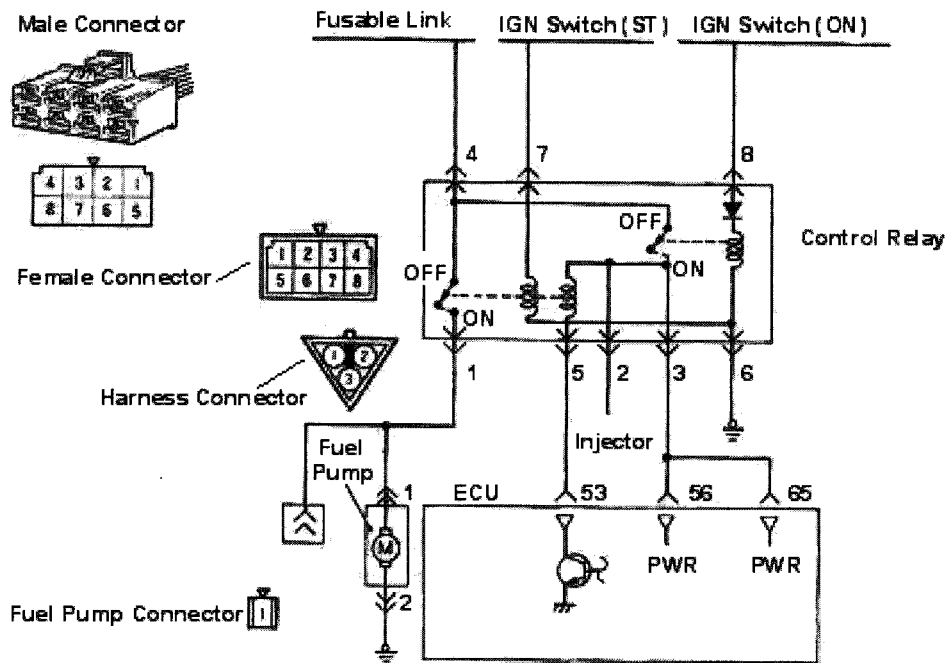 Male Connector
Fusable Link
IGN Switch(ST)
IGN Switch(ON)
4 3 2 1
8 7 6 5
4
7
8
OFF
ON
Control Relay
Female Connector
1 2 3 4
5 6 7 8
OFF
ON
1 2
3
Harness Connector
1
5
2
3
6
Injector
Fuel
Pump
1
ECU
53
56
65
M
PWR
PWR
2
Fuel Pump Connector
1